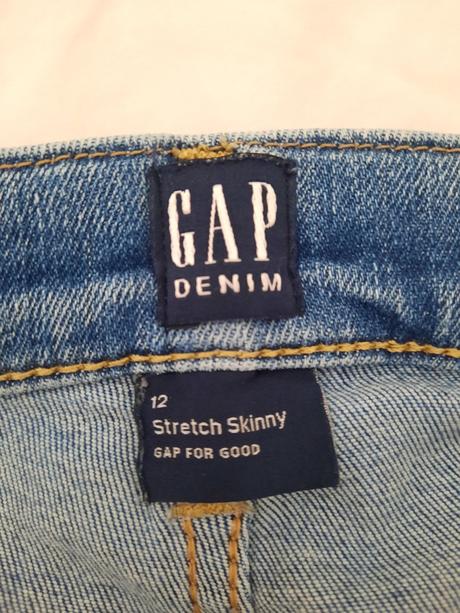 GAP
DENIM
12
Stretch Skinny
GAP FOR GOOD